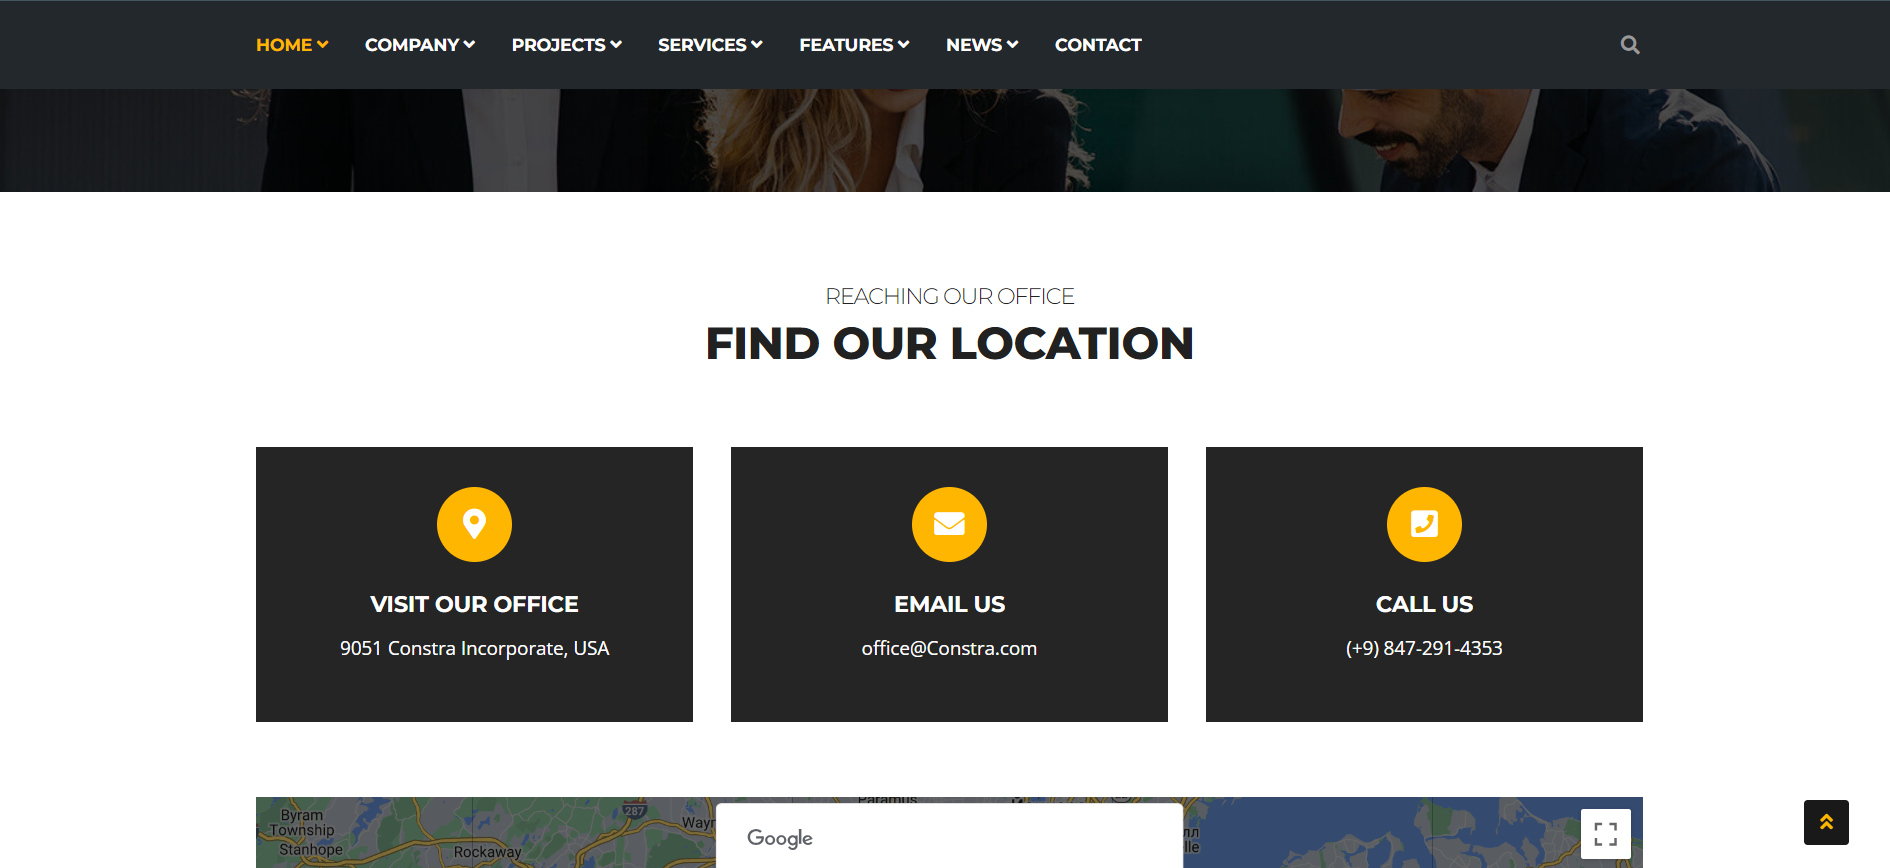 HOME COMPANY PROJECTS SERVICES FEATURES NEWS CONTACT
REACHING OUR OFFICE
FIND OUR LOCATION
VISIT OUR OFFICE
9051 Constra Incorporate, USA
EMAIL US
office@Constra.com
CALL US
(+9) 847-291-4353
Paramus
287
Byram
Township
Stanhope
Rockaway
Wayn
Google